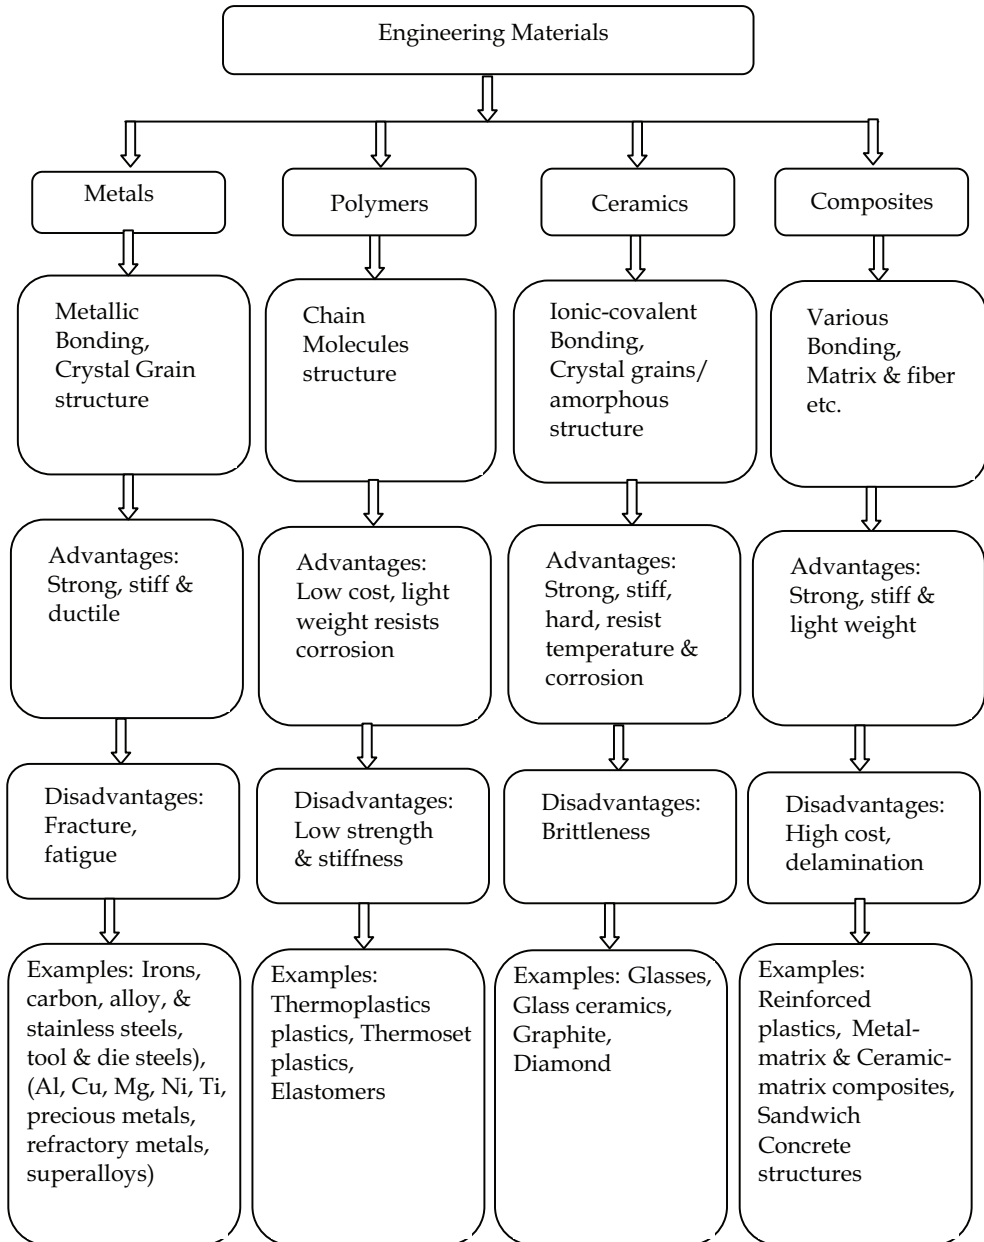 Engineering Materials
Metals
Polymers
Ceramics
Composites
Metallic
Bonding,
Crystal Grain
structure
Chain
Molecules
structure
Ionic-covalent
Bonding,
Crystal grains/
amorphous
structure
Various
Bonding,
Matrix & fiber
etc.
Advantages:
Strong, stiff &
ductile
Advantages:
Low cost, light
weight resists
corrosion
Advantages:
Strong, stiff,
hard, resist
temperature &
corrosion
Advantages:
Strong, stiff &
light weight
Disadvantages:
Fracture,
fatigue
Disadvantages:
Low strength
& stiffness
Disadvantages:
Brittleness
Disadvantages:
High cost,
delamination
Examples: Irons,
carbon, alloy, &
stainless steels,
tool & die steels),
(Al, Cu, Mg, Ni, Ti,
precious metals,
refractory metals,
superalloys)
Examples:
Thermoplastics
plastics, Thermoset
plastics,
Elastomers
Examples: Glasses,
Glass ceramics,
Graphite,
Diamond
Examples:
Reinforced
plastics, Metal-
matrix & Ceramic-
matrix composites,
Sandwich
Concrete
structures